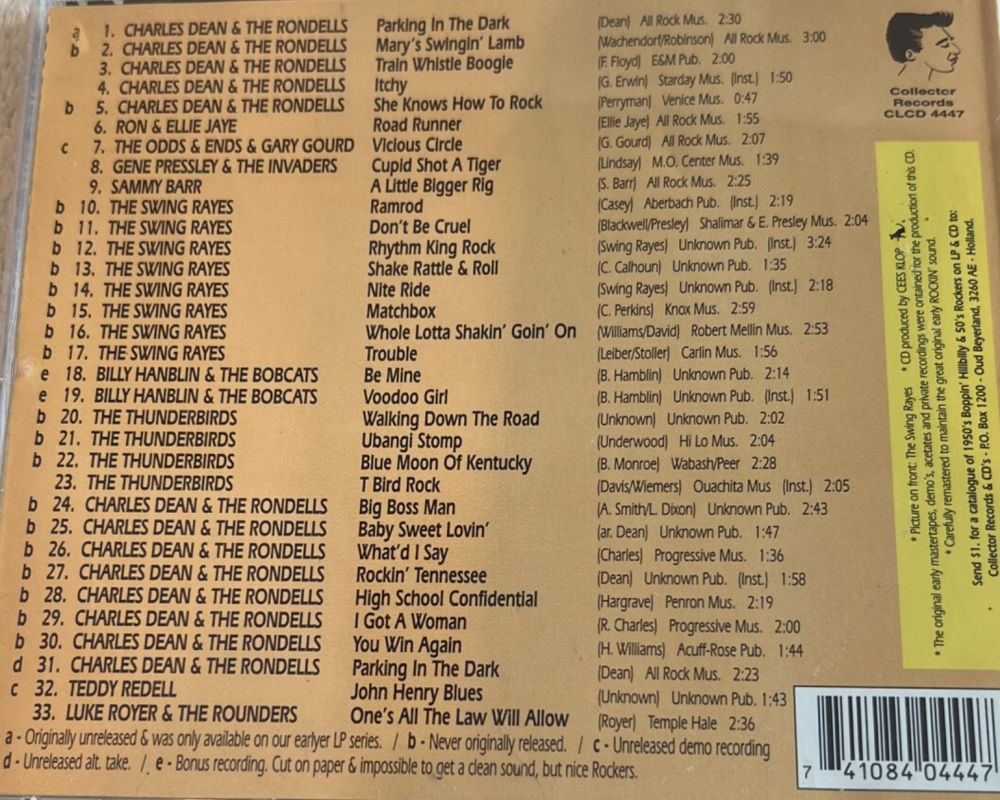 a 1. CHARLES DEAN & THE RONDELLS Parking In The Dark (Dean) All Rock Mus. 2:30
b 2. CHARLES DEAN & THE RONDELLS Mary's Swingin' Lamb (Wachendorf/Robinson) All Rock Mus. 3:00
3. CHARLES DEAN & THE RONDELLS Train Whistle Boogie (F. Floyd) E&M Pub. 2:00
4. CHARLES DEAN & THE RONDELLS Itchy (G. Erwin) Starday Mus. (Inst.) 1:50
b 5. CHARLES DEAN & THE RONDELLS She Knows How To Rock (Perryman) Venice Mus. 0:47
6. RON & ELLIE JAYE Road Runner (Ellie Jaye) All Rock Mus. 1:55
c 7. THE ODDS & ENDS & GARY GOURD Vicious Circle (G. Gourd) All Rock Mus. 2:07
8. GENE PRESSLEY & THE INVADERS Cupid Shot A Tiger (Lindsay) M.O. Center Mus. 1:39
9. SAMMY BARR A Little Bigger Rig (S. Barr) All Rock Mus. 2:25
b 10. THE SWING RAYES Ramrod (Casey) Aberbach Pub. (Inst.) 2:19
b 11. THE SWING RAYES Don't Be Cruel (Blackwell/Presley) Shalimar & E. Presley Mus. 2:04
b 12. THE SWING RAYES Rhythm King Rock (Swing Rayes) Unknown Pub. (Inst.) 3:24
b 13. THE SWING RAYES Shake Rattle & Roll (C. Calhoun) Unknown Pub. 1:35
b 14. THE SWING RAYES Nite Ride (Swing Rayes) Unknown Pub. (Inst.) 2:18
b 15. THE SWING RAYES Matchbox (C. Perkins) Knox Mus. 2:59
b 16. THE SWING RAYES Whole Lotta Shakin' Goin' On (Williams/David) Robert Mellin Mus. 2:53
b 17. THE SWING RAYES Trouble (Leiber/Stoller) Carlin Mus. 1:56
e 18. BILLY HANBLIN & THE BOBCATS Be Mine (B. Hamblin) Unknown Pub. 2:14
e 19. BILLY HANBLIN & THE BOBCATS Voodoo Girl (B. Hamblin) Unknown Pub. (Inst.) 1:51
b 20. THE THUNDERBIRDS Walking Down The Road (Unknown) Unknown Pub. 2:02
b 21. THE THUNDERBIRDS Ubangi Stomp (Underwood) Hi Lo Mus. 2:04
b 22. THE THUNDERBIRDS Blue Moon Of Kentucky (B. Monroe) Wabash/Peer 2:28
23. THE THUNDERBIRDS T Bird Rock (Davis/Wiemers) Ouachita Mus (Inst.) 2:05
b 24. CHARLES DEAN & THE RONDELLS Big Boss Man (A. Smith/L. Dixon) Unknown Pub. 2:43
b 25. CHARLES DEAN & THE RONDELLS Baby Sweet Lovin' (ar. Dean) Unknown Pub. 1:47
b 26. CHARLES DEAN & THE RONDELLS What'd I Say (Charles) Progressive Mus. 1:36
b 27. CHARLES DEAN & THE RONDELLS Rockin' Tennessee (Dean) Unknown Pub. (Inst.) 1:58
b 28. CHARLES DEAN & THE RONDELLS High School Confidential (Hargrave) Penron Mus. 2:19
b 29. CHARLES DEAN & THE RONDELLS I Got A Woman (R. Charles) Progressive Mus. 2:00
b 30. CHARLES DEAN & THE RONDELLS You Win Again (H. Williams) Acuff-Rose Pub. 1:44
d 31. CHARLES DEAN & THE RONDELLS Parking In The Dark (Dean) All Rock Mus. 2:23
c 32. TEDDY REDELL John Henry Blues (Unknown) Unknown Pub. 1:43
33. LUKE ROYER & THE ROUNDERS One's All The Law Will Allow (Royer) Temple Hale 2:36
a - Originally unreleased & was only available on our earlyer LP series. / b - Never originally released. / c - Unreleased demo recording
d - Unreleased alt. take. / e - Bonus recording. Cut on paper & impossible to get a clean sound, but nice Rockers.
Collector
Records
CLCD 4447
* Picture on front: The Swing Rayes * CD produced by CEES KLOP
* The original early mastertapes, demo's, acetates and private recordings were ontained for the production of this CD.
* Carefully remastered to maintain the great original early ROCKIN' sound. *
Send $1. for a catalogue of 1950's Boppin' Hillbilly & 50's Rockers on LP & CD to:
Collector Records & CD's - P.O. Box 1200 - Oud Beyerland, 3260 AE - Holland.
7 41084 04447